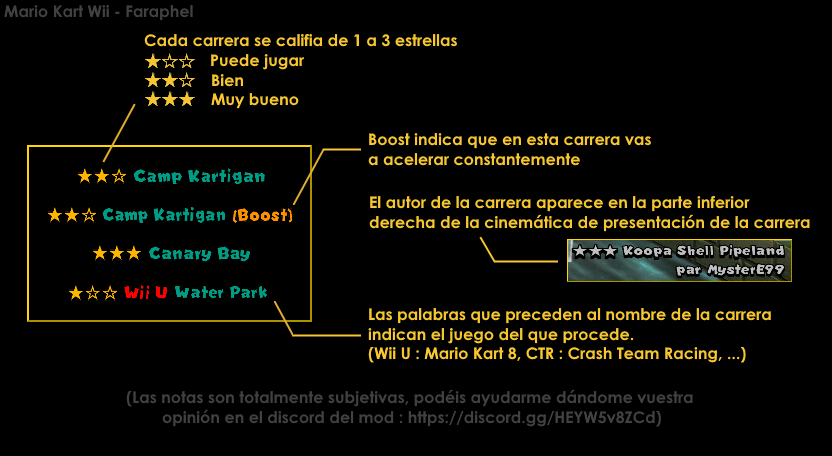 Mario Kart Wii - Faraphel
Cada carrera se califia de 1 a 3 estrellas
★☆☆ Puede jugar
★★☆ Bien
★★★ Muy bueno
Boost indica que en esta carrera vas
a acelerar constantemente
★★☆ Camp Kartigan
★★☆ Camp Kartigan (Boost)
★★★ Canary Bay
★☆☆ Wii U Water Park
El autor de la carrera aparece en la parte inferior
derecha de la cinemática de presentación de la carrera
★★★ Koopa Shell Pipeland
par MysterE99
Las palabras que preceden al nombre de la carrera
indican el juego del que procede.
(Wii U : Mario Kart 8, CTR : Crash Team Racing, ...)
(Las notas son totalmente subjetivas, podéis ayudarme dándome vuestra
opinión en el discord del mod : https://discord.gg/HEYW5v8ZCd)